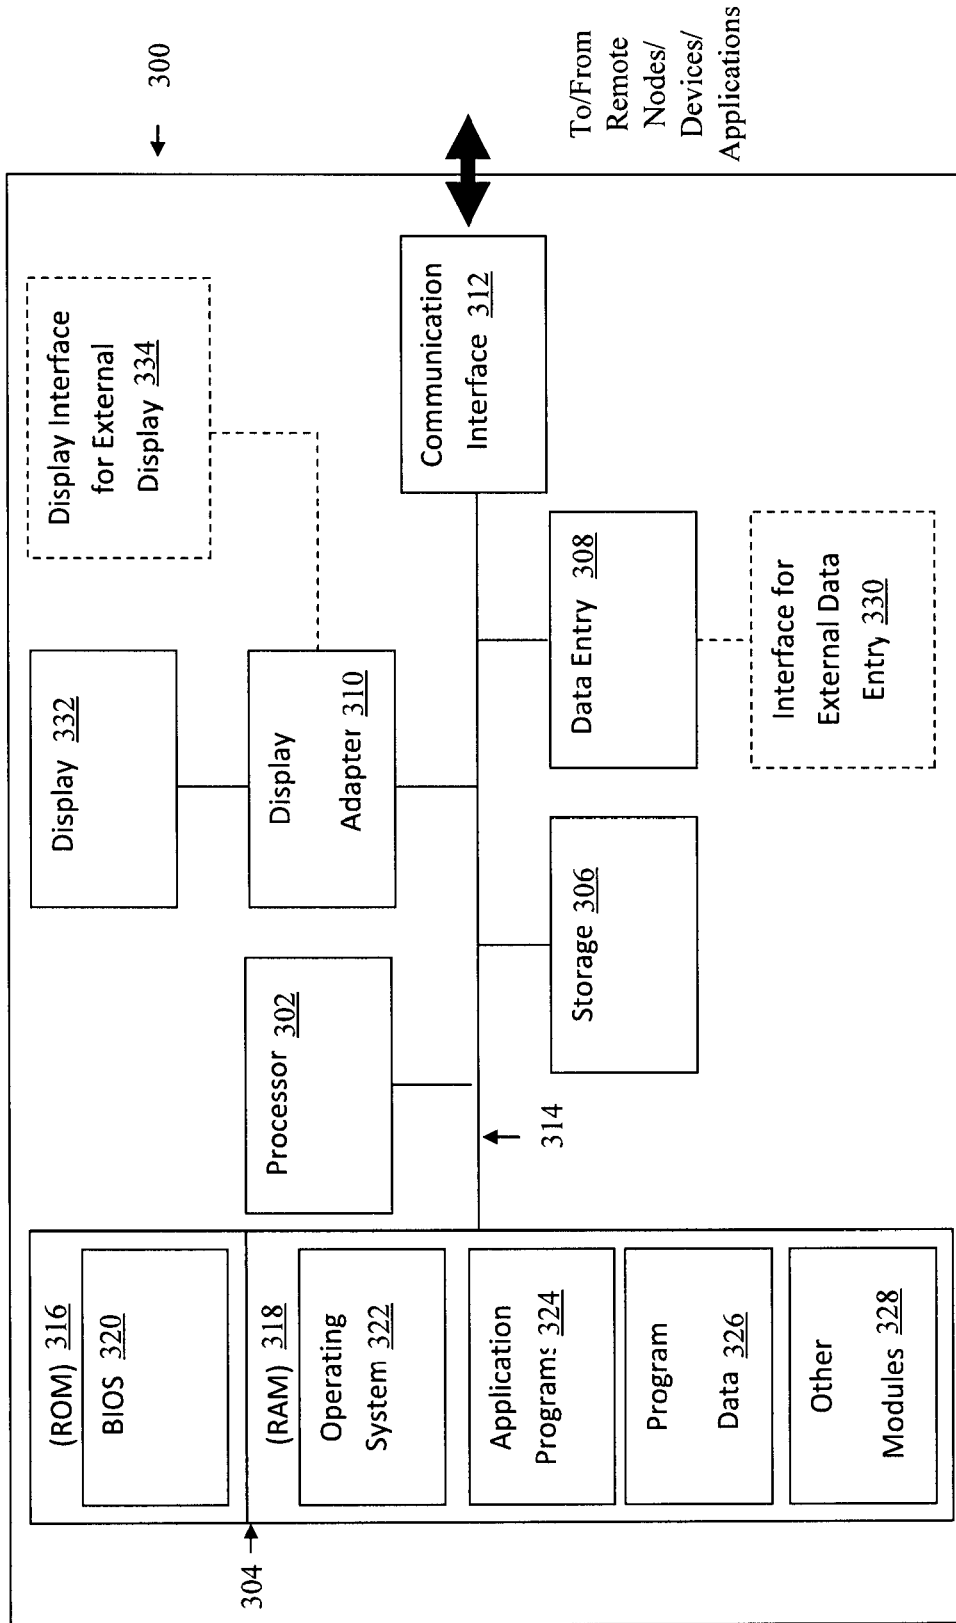 300
To/From
Remote
Nodes/
Devices/
Applications
(ROM) 316
BIOS 320
304
(RAM) 318
Operating
System 322
Application
Programs 324
Program
Data 326
Other
Modules 328
Processor 302
314
Display 332
Display
Adapter 310
Display Interface
for External
Display 334
Storage 306
Data Entry 308
Interface for
External Data
Entry 330
Communication
Interface 312